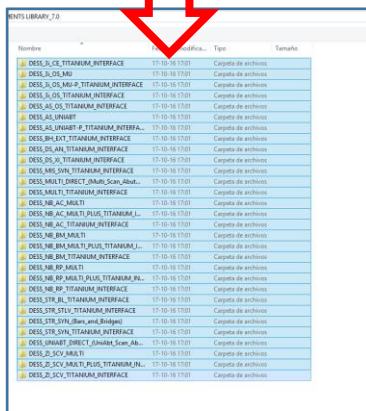 MENTS LIBRARY_7.0
Nombre Tipo Tamaño
DESS_3i_CE_TITANIUM_INTERFACE 17-10-16 17:01 Carpeta de archivos
DESS_3i_OS_MU 17-10-16 17:01 Carpeta de archivos
DESS_3i_OS_MU-P_TITANIUM_INTERFACE 17-10-16 17:01 Carpeta de archivos
DESS_3i_OS_TITANIUM_INTERFACE 17-10-16 17:01 Carpeta de archivos
DESS_AS_OS_TITANIUM_INTERFACE 17-10-16 17:01 Carpeta de archivos
DESS_AS_UNIABT 17-10-16 17:01 Carpeta de archivos
DESS_AS_UNIABT-P_TITANIUM_INTERFA... 17-10-16 17:01 Carpeta de archivos
DESS_BH_EXT_TITANIUM_INTERFACE 17-10-16 17:01 Carpeta de archivos
DESS_DS_AN_TITANIUM_INTERFACE 17-10-16 17:01 Carpeta de archivos
DESS_DS_XI_TITANIUM_INTERFACE 17-10-16 17:01 Carpeta de archivos
DESS_MIS_SVN_TITANIUM_INTERFACE 17-10-16 17:01 Carpeta de archivos
DESS_MULTI_DIRECT_(Multi_Scan_Abut... 17-10-16 17:01 Carpeta de archivos
DESS_MULTI_TITANIUM_INTERFACE 17-10-16 17:01 Carpeta de archivos
DESS_NB_AC_MULTI 17-10-16 17:01 Carpeta de archivos
DESS_NB_AC_MULTI_PLUS_TITANIUM_I... 17-10-16 17:01 Carpeta de archivos
DESS_NB_AC_TITANIUM_INTERFACE 17-10-16 17:01 Carpeta de archivos
DESS_NB_BM_MULTI 17-10-16 17:01 Carpeta de archivos
DESS_NB_BM_MULTI_PLUS_TITANIUM_I... 17-10-16 17:01 Carpeta de archivos
DESS_NB_BM_TITANIUM_INTERFACE 17-10-16 17:01 Carpeta de archivos
DESS_NB_RP_MULTI 17-10-16 17:01 Carpeta de archivos
DESS_NB_RP_MULTI_PLUS_TITANIUM_IN... 17-10-16 17:01 Carpeta de archivos
DESS_NB_RP_TITANIUM_INTERFACE 17-10-16 17:01 Carpeta de archivos
DESS_STR_BL_TITANIUM_INTERFACE 17-10-16 17:01 Carpeta de archivos
DESS_STR_STLV_TITANIUM_INTERFACE 17-10-16 17:01 Carpeta de archivos
DESS_STR_SYN_(Bars_and_Bridges) 17-10-16 17:01 Carpeta de archivos
DESS_STR_SYN_TITANIUM_INTERFACE 17-10-16 17:01 Carpeta de archivos
DESS_UNIABT_DIRECT_(UniAbt_Scan_Ab... 17-10-16 17:01 Carpeta de archivos
DESS_ZI_SCV_MULTI 17-10-16 17:01 Carpeta de archivos
DESS_ZI_SCV_MULTI_PLUS_TITANIUM_IN... 17-10-16 17:01 Carpeta de archivos
DESS_ZI_SCV_TITANIUM_INTERFACE 17-10-16 17:01 Carpeta de archivos